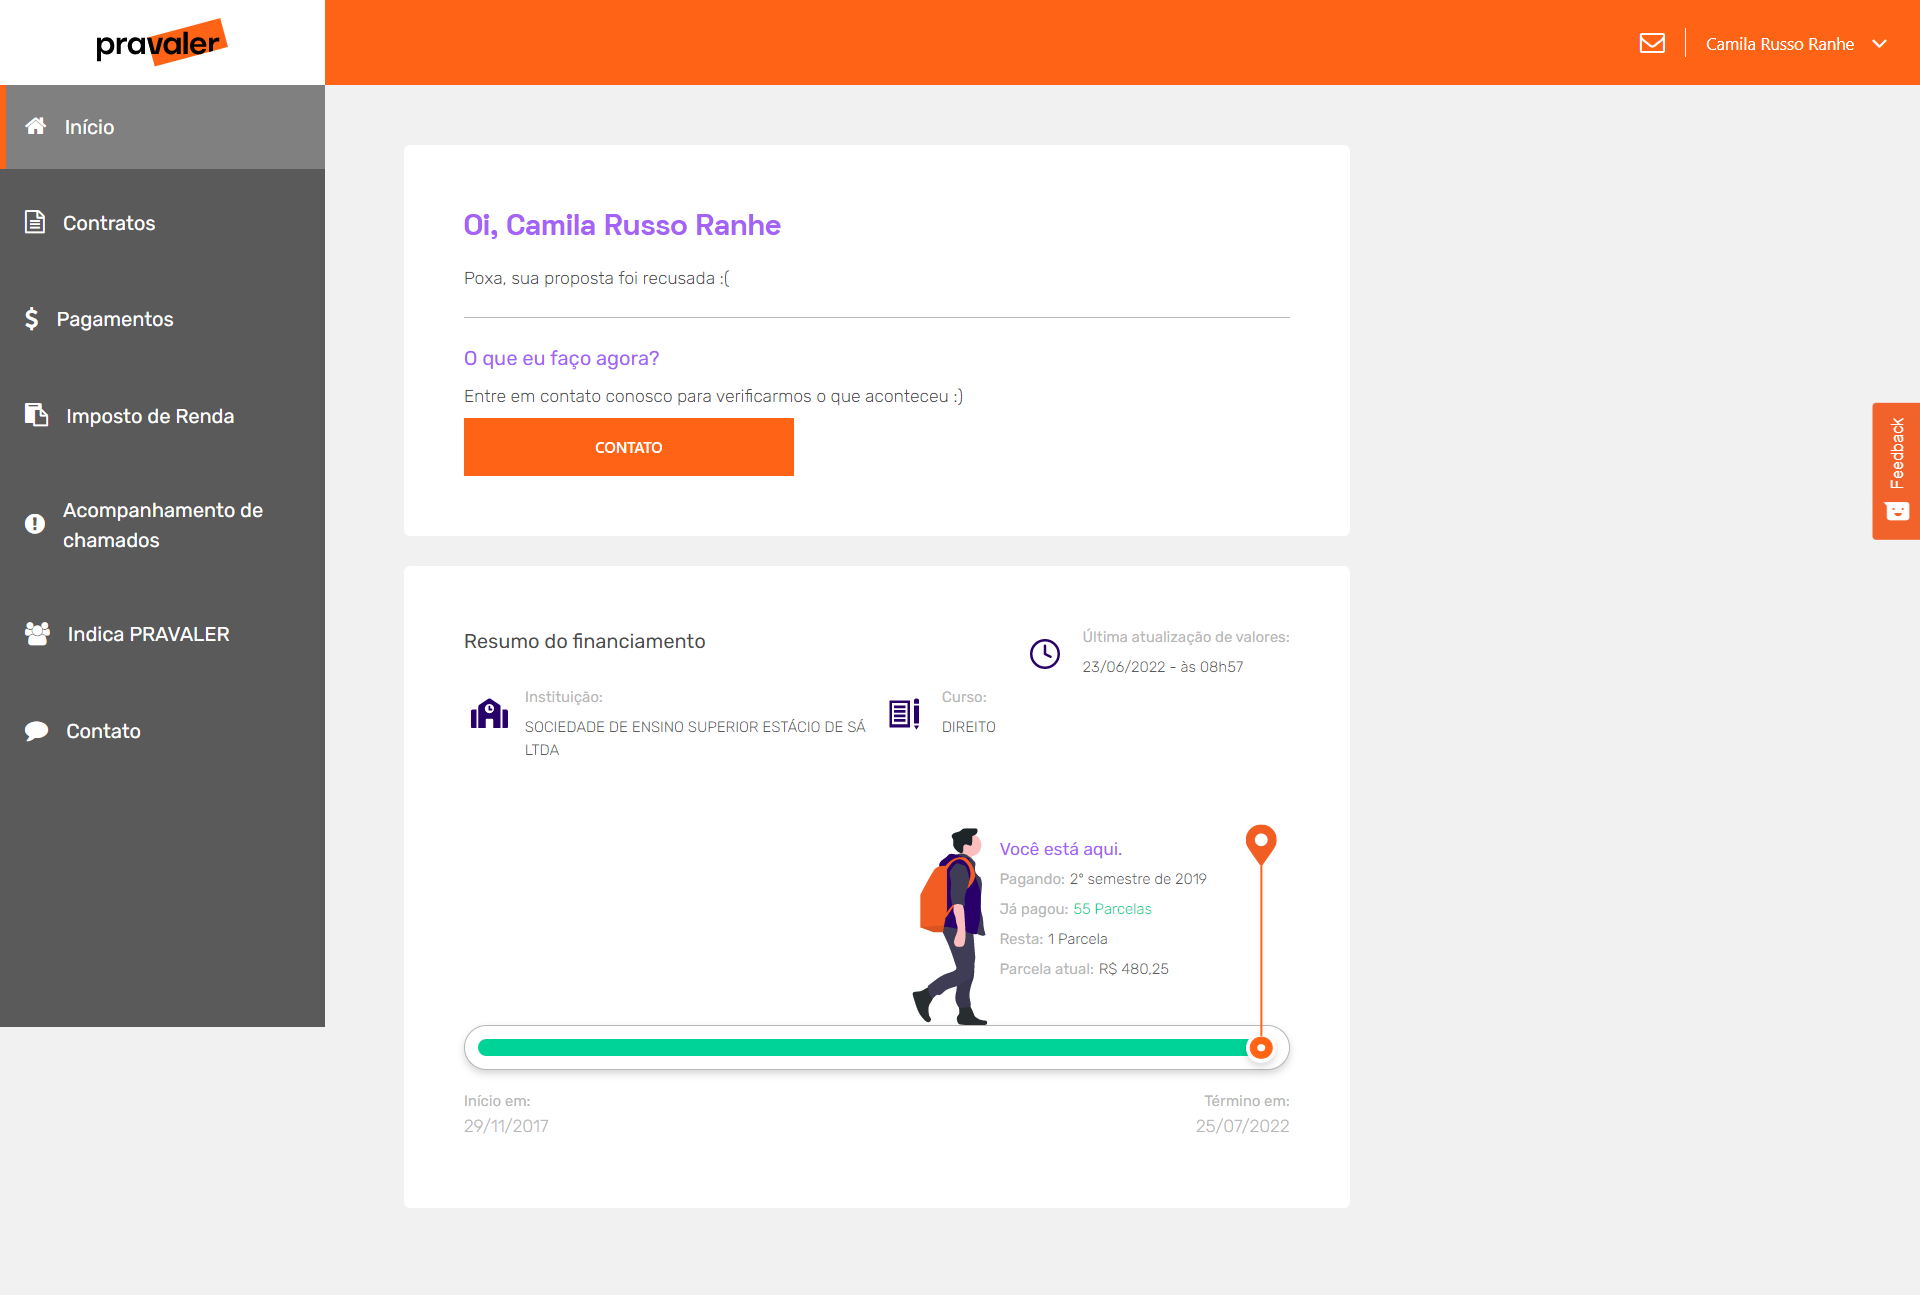 pravaler
Camila Russo Ranhe
Início
Contratos
Pagamentos
Imposto de Renda
Acompanhamento de
chamados
Indica PRAVALER
Contato
Oi, Camila Russo Ranhe
Poxa, sua proposta foi recusada :(
O que eu faço agora?
Entre em contato conosco para verificarmos o que aconteceu :)
CONTATO
Feedback
Resumo do financiamento
Última atualização de valores:
23/06/2022 - às 08h57
Instituição:
SOCIEDADE DE ENSINO SUPERIOR ESTÁCIO DE SÁ
LTDA
Curso:
DIREITO
Você está aqui.
Pagando: 2º semestre de 2019
Já pagou: 55 Parcelas
Resta: 1 Parcela
Parcela atual: R$ 480,25
Início em:
29/11/2017
Término em:
25/07/2022